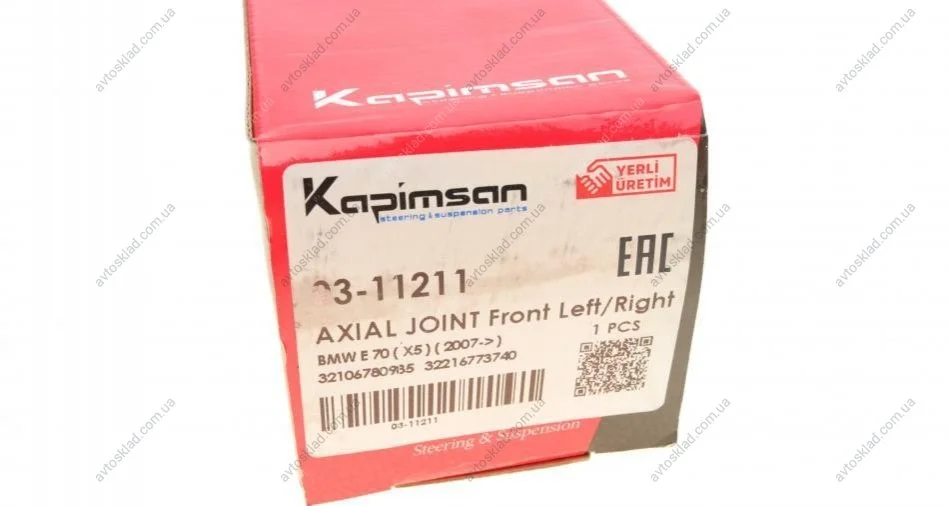 Kapimsan
Kapimsan
steering & suspension parts
YERLİ
ÜRETİM
EAC
03-11211
AXIAL JOINT Front Left/Right
1 PCS
BMW E 70 ( X5 ) ( 2007-> )
32106780985 32216773740
03-11211
Steering & Suspension
avtosklad.com.ua